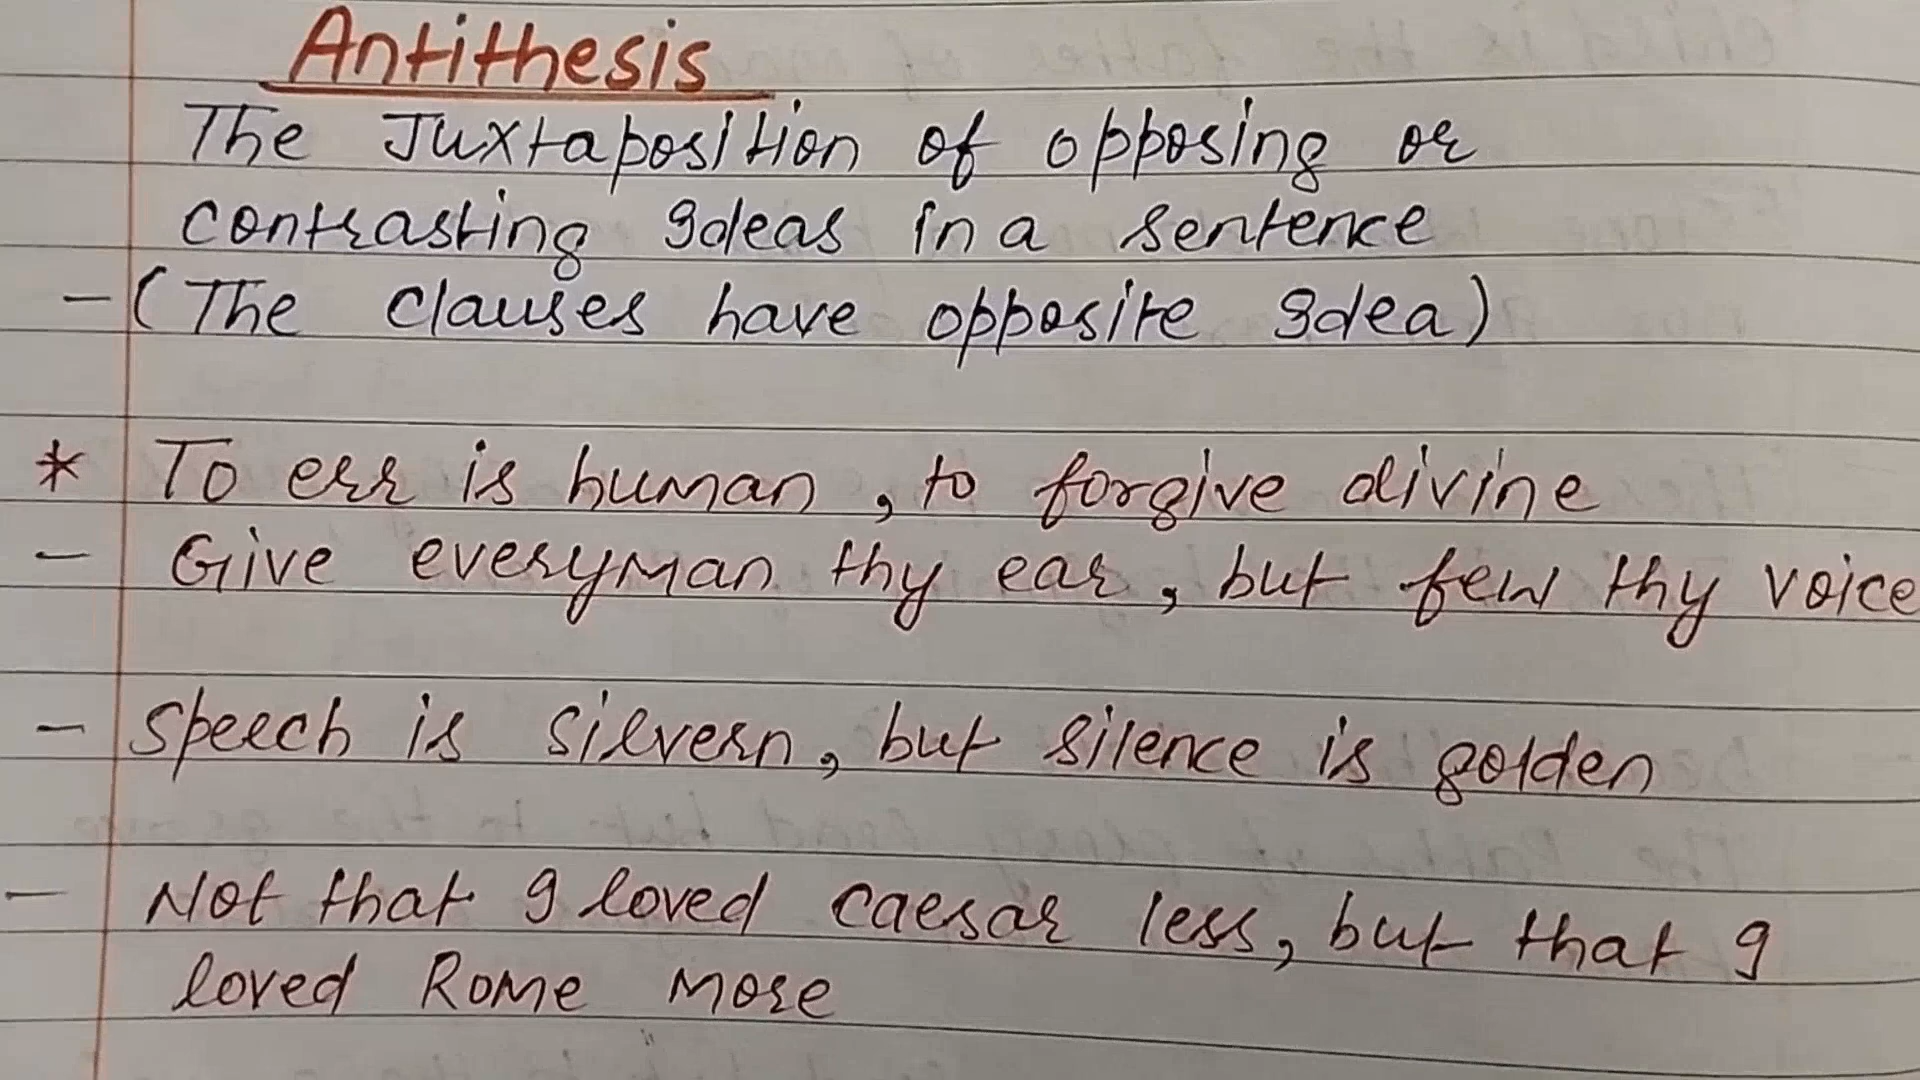 Antithesis
The Juxtaposition of opposing or
contrasting Ideas in a sentence
-(The clauses have opposite Idea)
* To err is human, to forgive divine
- Give everyman thy ear, but few thy voice
- Speech is silvern, but silence is golden
- Not that I loved caesar less, but that I
loved Rome more